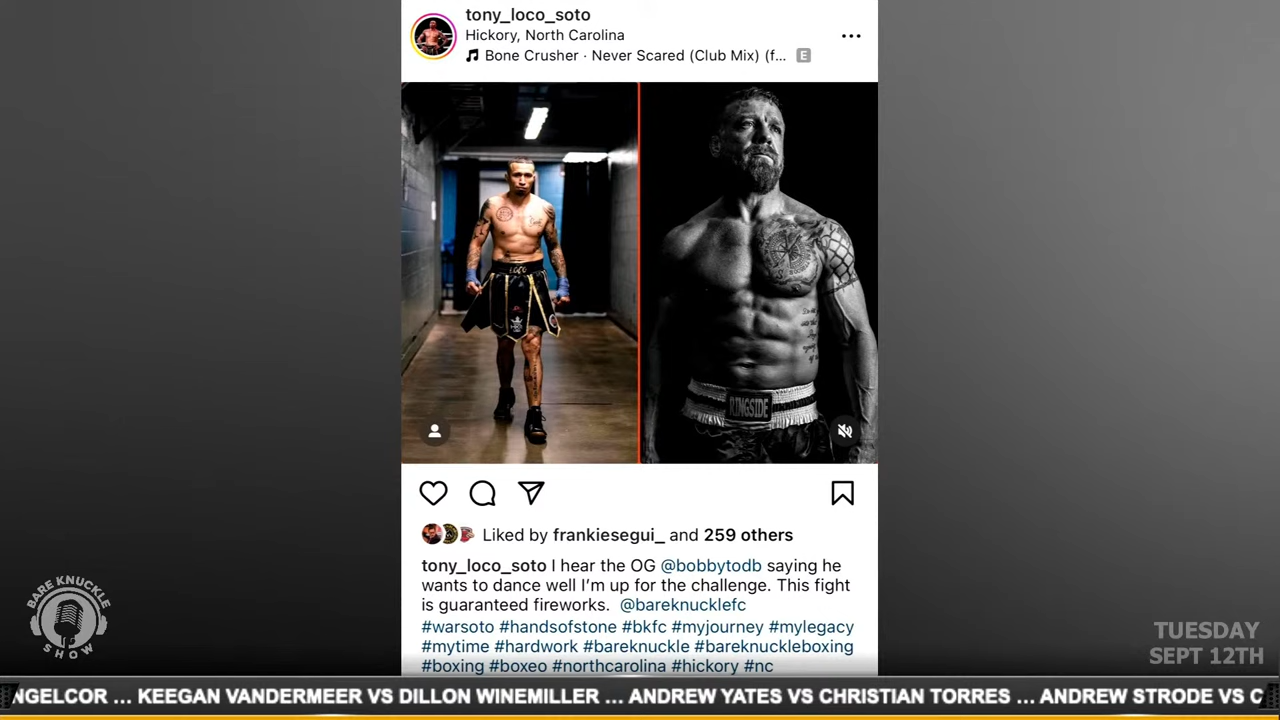 tony_loco_soto
Hickory, North Carolina
Bone Crusher · Never Scared (Club Mix) (f... E
LOCO
RINGSIDE
Liked by frankiesegui_ and 259 others
tony_loco_soto I hear the OG @bobbytodb saying he
wants to dance well I'm up for the challenge. This fight
is guaranteed fireworks. @bareknucklefc
#warsoto #handsofstone #bkfc #myjourney #mylegacy
#mytime #hardwork #bareknuckle #bareknuckleboxing
#boxing #boxeo #northcarolina #hickory #nc
BARE KNUCKLE
SHOW
TUESDAY
SEPT 12TH
NGELCOR ... KEEGAN VANDERMEER VS DILLON WINEMILLER ... ANDREW YATES VS CHRISTIAN TORRES ... ANDREW STRODE VS C